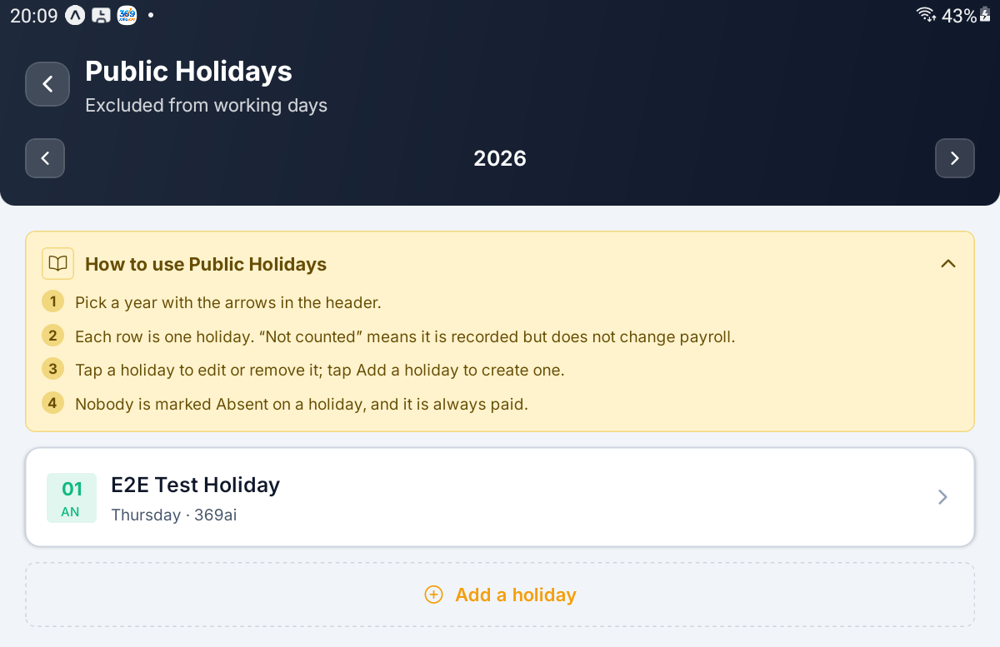 20:09
369
43%
Public Holidays
Excluded from working days
2026
How to use Public Holidays
1 Pick a year with the arrows in the header.
2 Each row is one holiday. “Not counted” means it is recorded but does not change payroll.
3 Tap a holiday to edit or remove it; tap Add a holiday to create one.
4 Nobody is marked Absent on a holiday, and it is always paid.
01
AN
E2E Test Holiday
Thursday · 369ai
Add a holiday